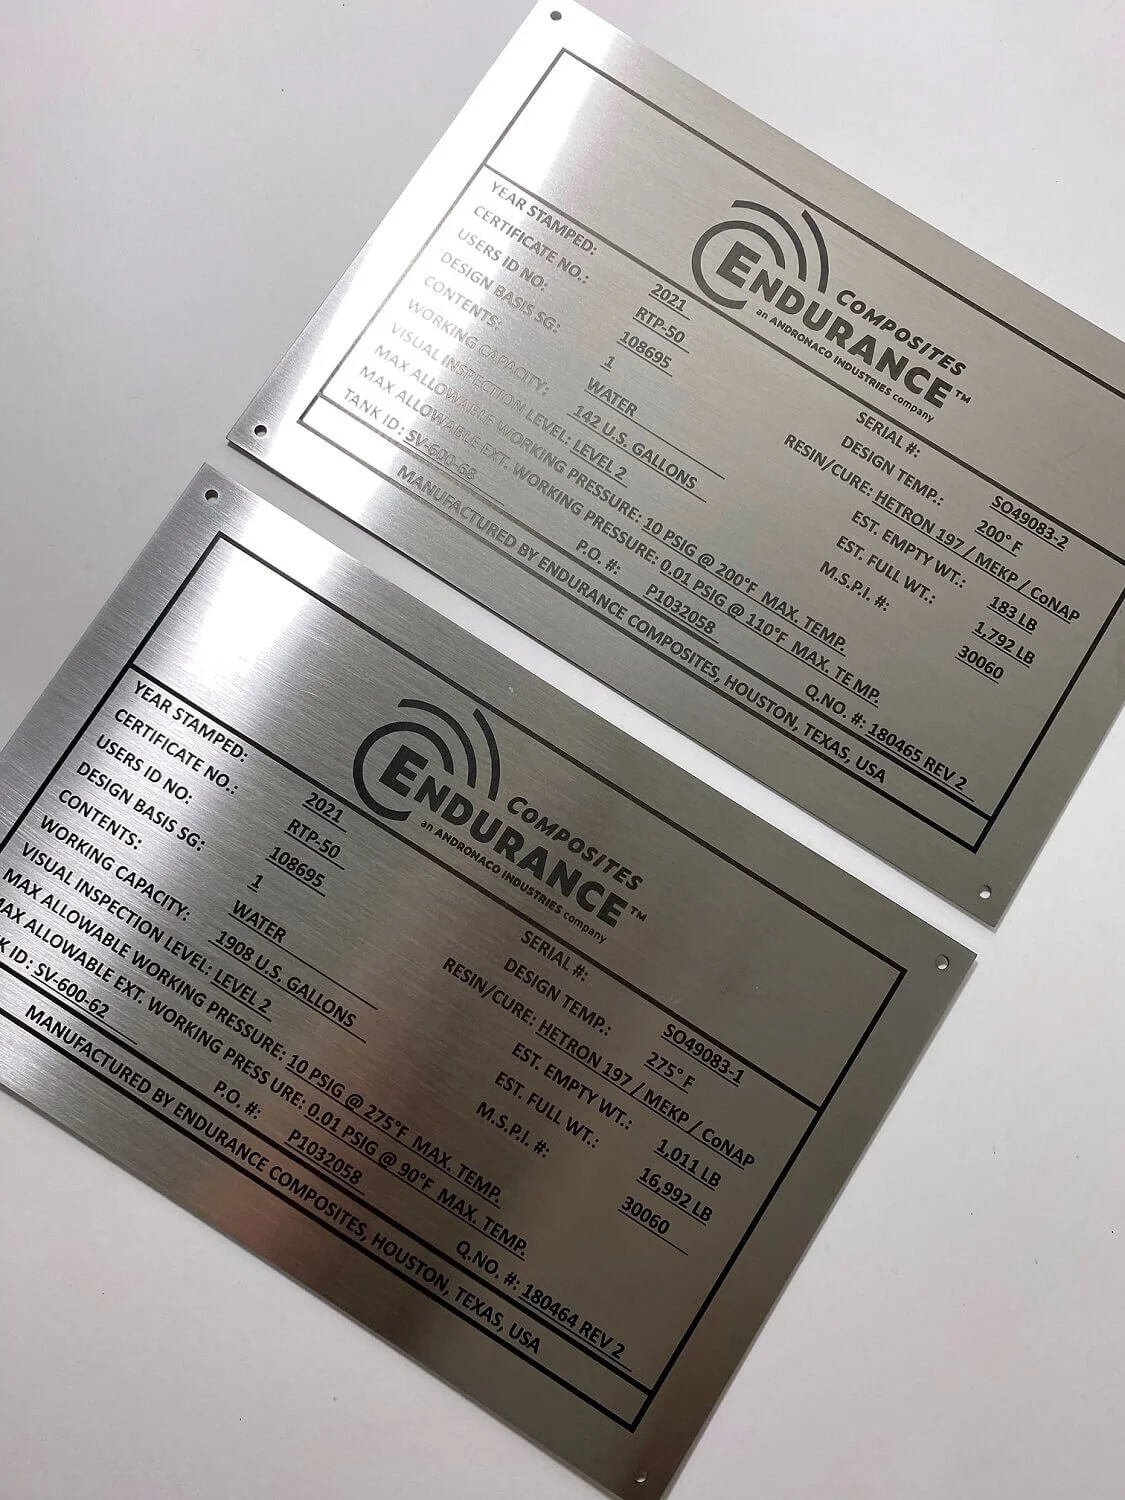 COMPOSITES
ENDURANCE™
an ANDRONACO INDUSTRIES company
YEAR STAMPED: 2021 SERIAL #: SO49083-2
CERTIFICATE NO.: RTP-50 DESIGN TEMP.: 200° F
USERS ID NO: 108695 RESIN/CURE: HETRON 197 / MEKP / CoNAP
DESIGN BASIS SG: 1 EST. EMPTY WT.: 183 LB
CONTENTS: WATER EST. FULL WT.: 1,792 LB
WORKING CAPACITY: 142 U.S. GALLONS M.S.P.I. #: 30060
VISUAL INSPECTION LEVEL: LEVEL 2
MAX ALLOWABLE WORKING PRESSURE: 10 PSIG @ 200°F MAX. TEMP.
MAX ALLOWABLE EXT. WORKING PRESSURE: 0.01 PSIG @ 110°F MAX. TE MP.
TANK ID: SV-600-68 P.O. #: P1032058 Q.NO. #: 180465 REV 2
MANUFACTURED BY ENDURANCE COMPOSITES, HOUSTON, TEXAS, USA
COMPOSITES
ENDURANCE™
an ANDRONACO INDUSTRIES company
YEAR STAMPED: 2021 SERIAL #: SO49083-1
CERTIFICATE NO.: RTP-50 DESIGN TEMP.: 275° F
USERS ID NO: 108695 RESIN/CURE: HETRON 197 / MEKP / CoNAP
DESIGN BASIS SG: 1 EST. EMPTY WT.: 1,011 LB
CONTENTS: WATER EST. FULL WT.: 16,992 LB
WORKING CAPACITY: 1908 U.S. GALLONS M.S.P.I. #: 30060
VISUAL INSPECTION LEVEL: LEVEL 2
MAX ALLOWABLE WORKING PRESSURE: 10 PSIG @ 275°F MAX. TEMP.
AX ALLOWABLE EXT. WORKING PRESS URE: 0.01 PSIG @ 90°F MAX. TEMP.
K ID: SV-600-62 P.O. #: P1032058 Q.NO. #: 180464 REV 2
MANUFACTURED BY ENDURANCE COMPOSITES, HOUSTON, TEXAS, USA